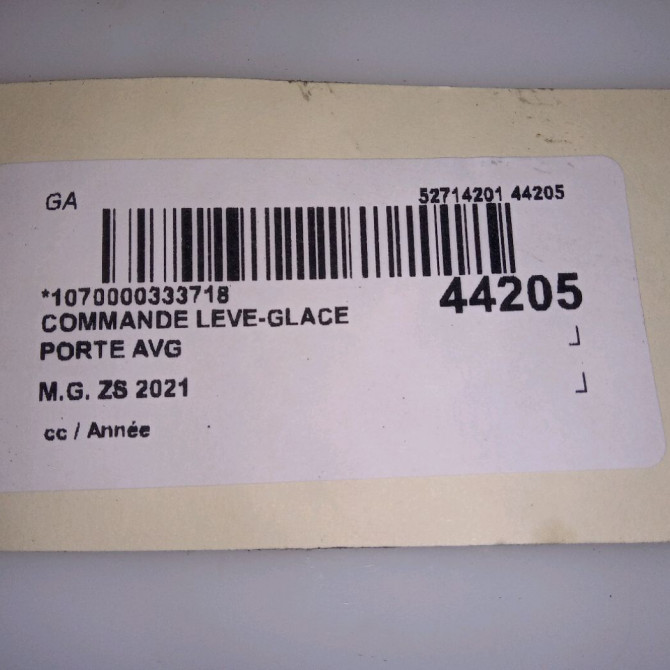 GA 52714201 44205
*1070000333718 44205
COMMANDE LEVE-GLACE
PORTE AVG
M.G. ZS 2021
cc / Année